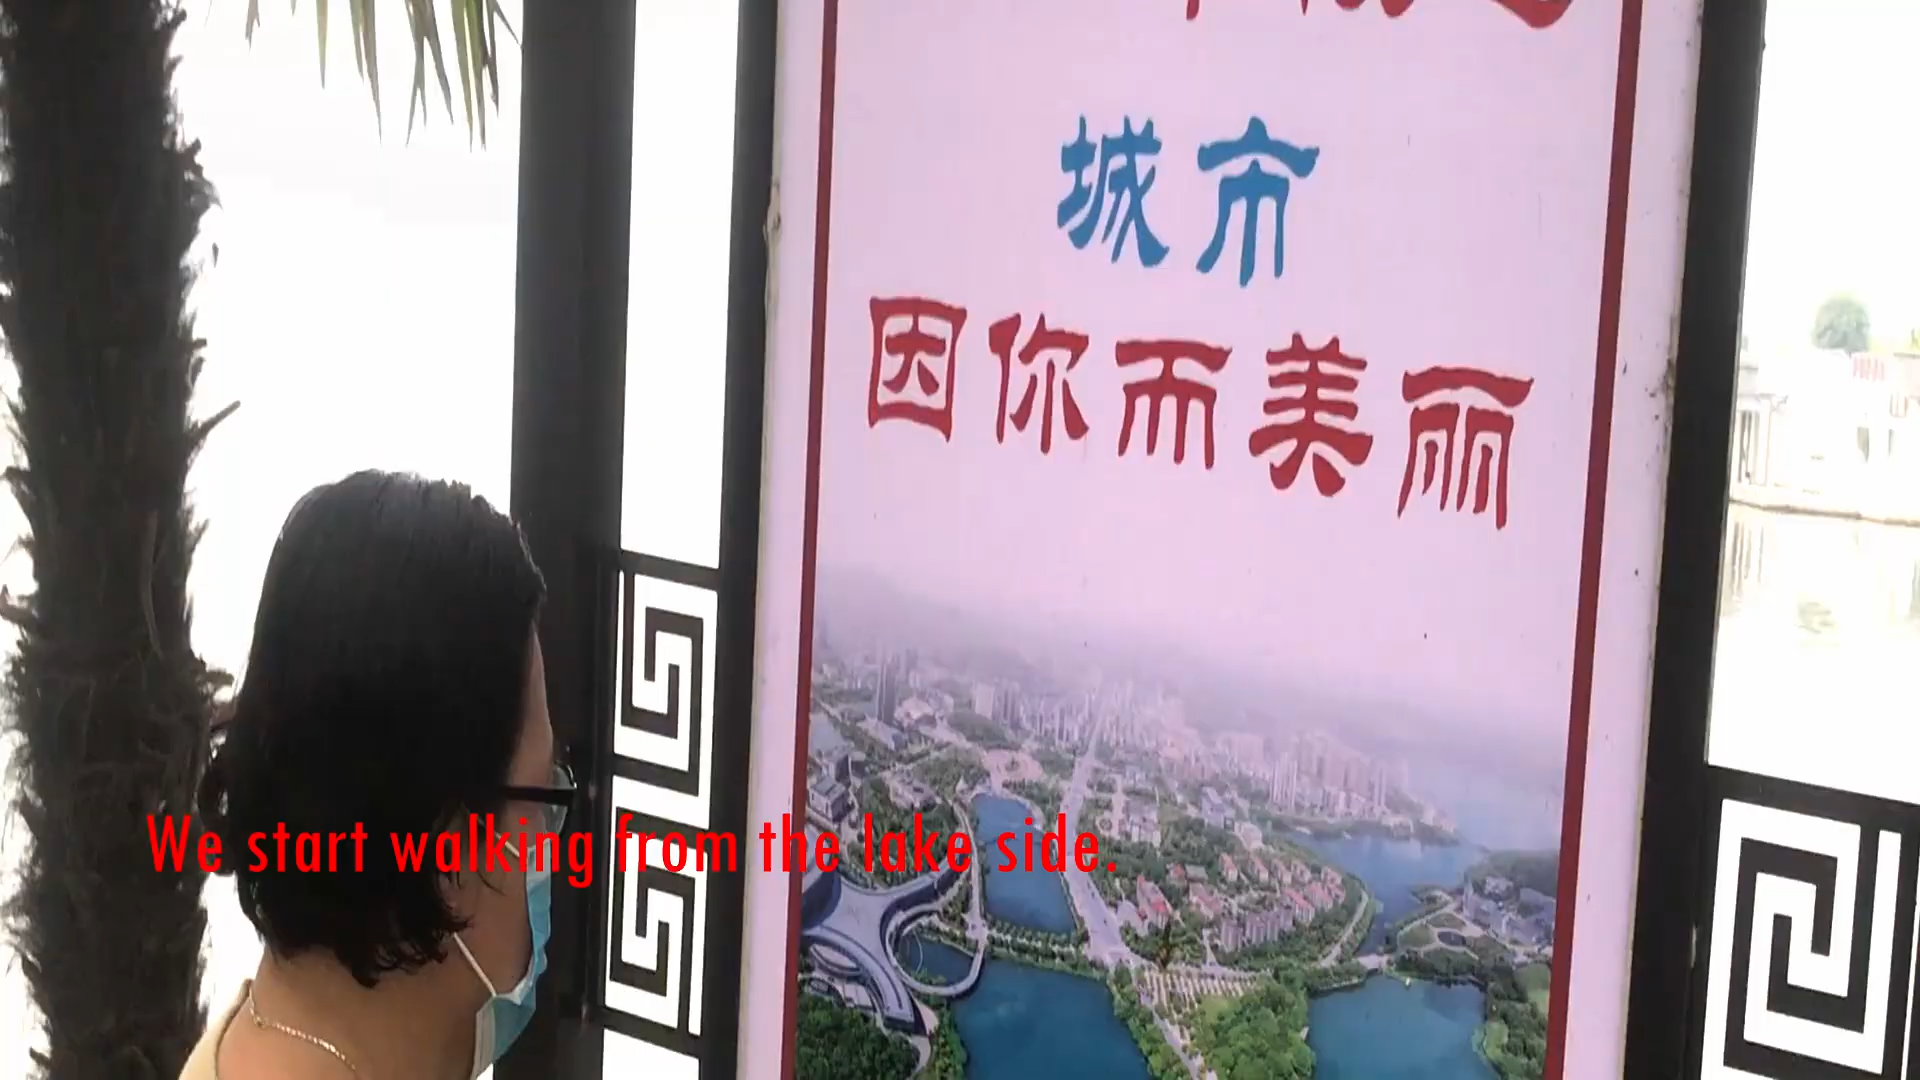 城市
因你而美丽
We start walking from the lake side.